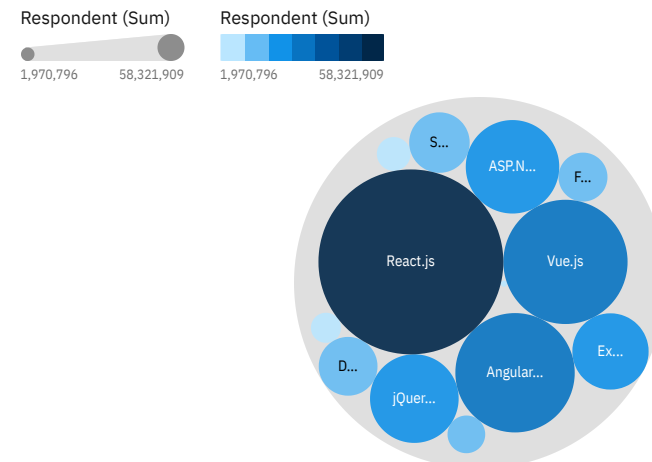 Respondent (Sum)
1,970,796 58,321,909
Respondent (Sum)
1,970,796 58,321,909
S...
ASP.N...
F...
React.js
Vue.js
Ex...
D...
Angular...
jQuer...